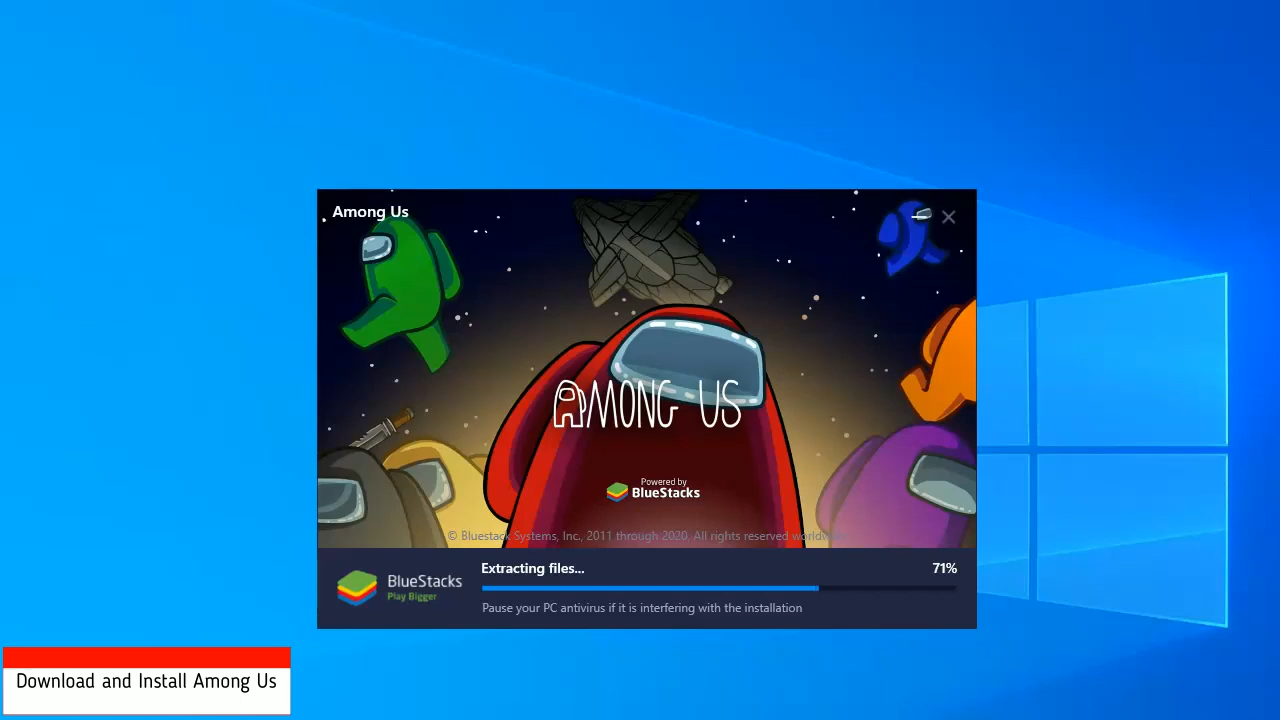 Among Us
AMONG US
Powered by
BlueStacks
© Bluestack Systems, Inc., 2011 through 2020. All rights reserved
BlueStacks
Play Bigger
Extracting files...
71%
Pause your PC antivirus if it is interfering with the installation
Download and Install Among Us